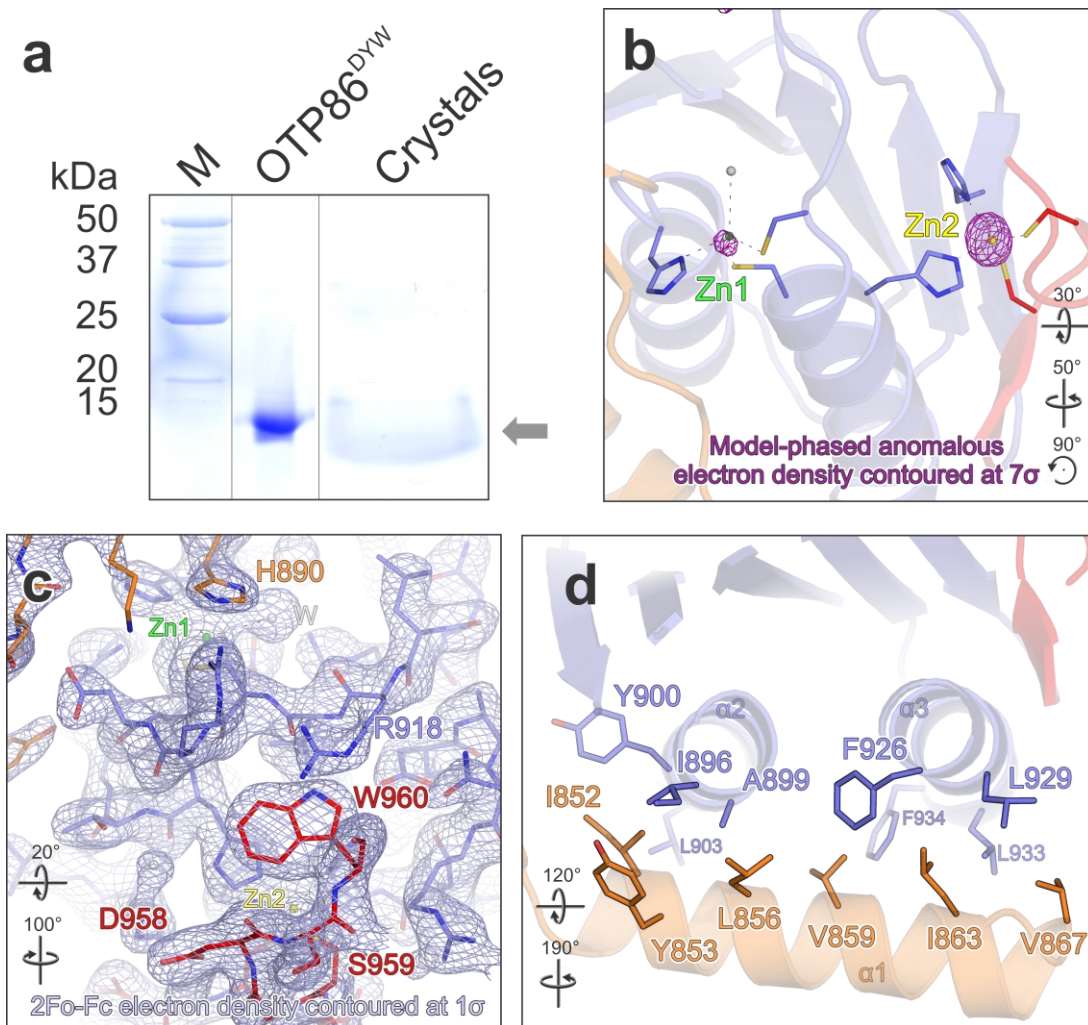 a
kDa
M
OTP86DYW
Crystals
50
37
25
20
15
b
Zn2
Zn1
30°
50°
90°
Model-phased anomalous
electron density contoured at 7σ
c
H890
Zn1
W
R918
W960
20°
Zn2
D958
100°
S959
2Fo-Fc electron density contoured at 1σ
d
Y900
α2
α3
I896
F926
A899
L929
I852
L903
F934
L933
120°
190°
L856
V859
I863
V867
Y853
α1